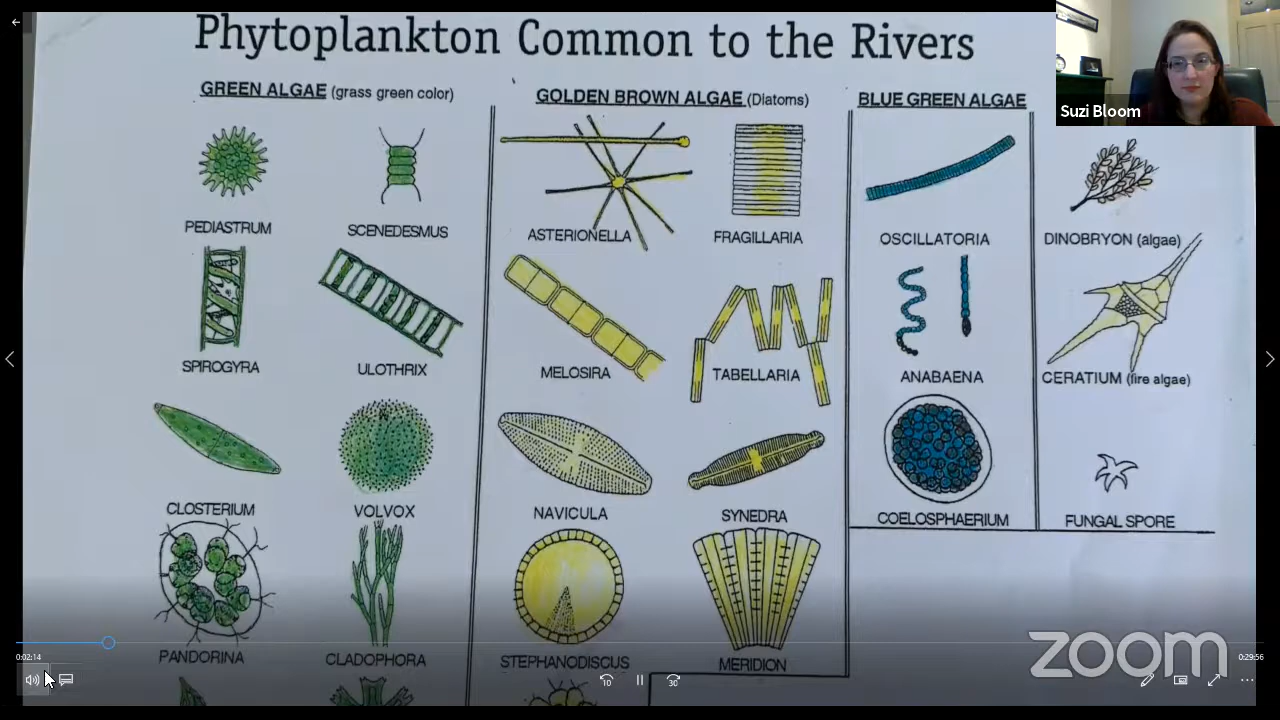 Phytoplankton Common to the Rivers
Suzi Bloom
GREEN ALGAE (grass green color)
GOLDEN BROWN ALGAE (Diatoms)
BLUE GREEN ALGAE
PEDIASTRUM
SCENEDESMUS
ASTERIONELLA
FRAGILLARIA
OSCILLATORIA
DINOBRYON (algae)
SPIROGYRA
ULOTHRIX
MELOSIRA
TABELLARIA
ANABAENA
CERATIUM (fire algae)
CLOSTERIUM
VOLVOX
NAVICULA
SYNEDRA
COELOSPHAERIUM
FUNGAL SPORE
PANDORINA
CLADOPHORA
STEPHANODISCUS
MERIDION
zoom
0:02:14
0:29:56
10
30